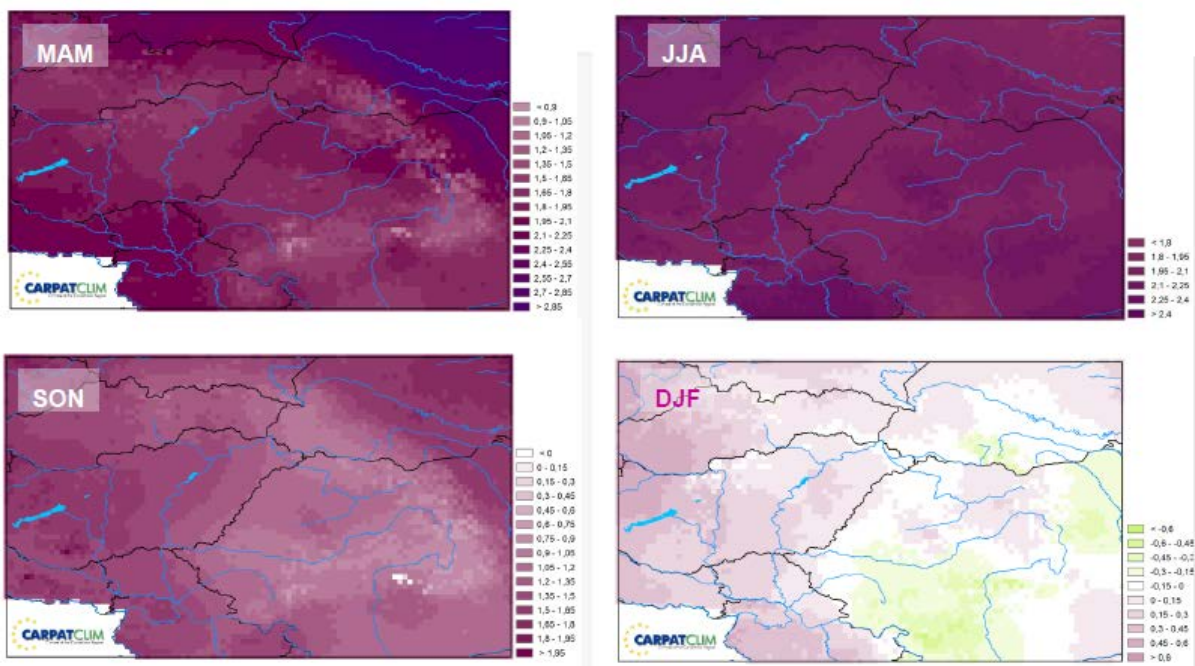 MAM
< 0,9
0,9 - 1,05
1,05 - 1,2
1,2 - 1,35
1,35 - 1,5
1,5 - 1,65
1,65 - 1,8
1,8 - 1,95
1,95 - 2,1
2,1 - 2,25
2,25 - 2,4
2,4 - 2,55
2,55 - 2,7
2,7 - 2,85
> 2,85
CARPATCLIM
JJA
< 1,8
1,8 - 1,95
1,95 - 2,1
2,1 - 2,25
2,25 - 2,4
> 2,4
CARPATCLIM
SON
< 0
0 - 0,15
0,15 - 0,3
0,3 - 0,45
0,45 - 0,6
0,6 - 0,75
0,75 - 0,9
0,9 - 1,05
1,05 - 1,2
1,2 - 1,35
1,35 - 1,5
1,5 - 1,65
1,65 - 1,8
1,8 - 1,95
> 1,95
CARPATCLIM
DJF
< -0,6
-0,6 - -0,45
-0,45 - -0,3
-0,3 - -0,15
-0,15 - 0
0 - 0,15
0,15 - 0,3
0,3 - 0,45
0,45 - 0,6
> 0,6
CARPATCLIM